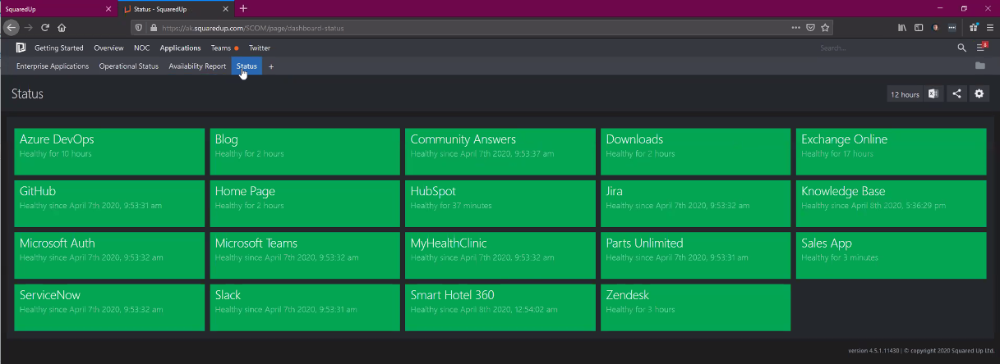 SquaredUp
Status - SquaredUp
https://ak.squaredup.com/SCOM/page/dashboard-status
Getting Started Overview NOC Applications Teams Twitter
Search...
8
Enterprise Applications Operational Status Availability Report Status +
Status
12 hours
Azure DevOps
Healthy for 10 hours
Blog
Healthy for 2 hours
Community Answers
Healthy since April 7th 2020, 9:53:37 am
Downloads
Healthy for 2 hours
Exchange Online
Healthy for 17 hours
GitHub
Healthy since April 7th 2020, 9:53:31 am
Home Page
Healthy for 2 hours
HubSpot
Healthy for 37 minutes
Jira
Healthy since April 7th 2020, 9:53:32 am
Knowledge Base
Healthy since April 8th 2020, 5:36:29 pm
Microsoft Auth
Healthy since April 7th 2020, 9:53:32 am
Microsoft Teams
Healthy since April 7th 2020, 9:53:32 am
MyHealthClinic
Healthy since April 7th 2020, 9:53:32 am
Parts Unlimited
Healthy since April 7th 2020, 9:53:31 am
Sales App
Healthy for 3 minutes
ServiceNow
Healthy since April 7th 2020, 9:53:32 am
Slack
Healthy since April 7th 2020, 9:53:31 am
Smart Hotel 360
Healthy since April 8th 2020, 12:54:02 am
Zendesk
Healthy for 3 hours
version 4.5.1.11430 | © copyright 2020 Squared Up Ltd.